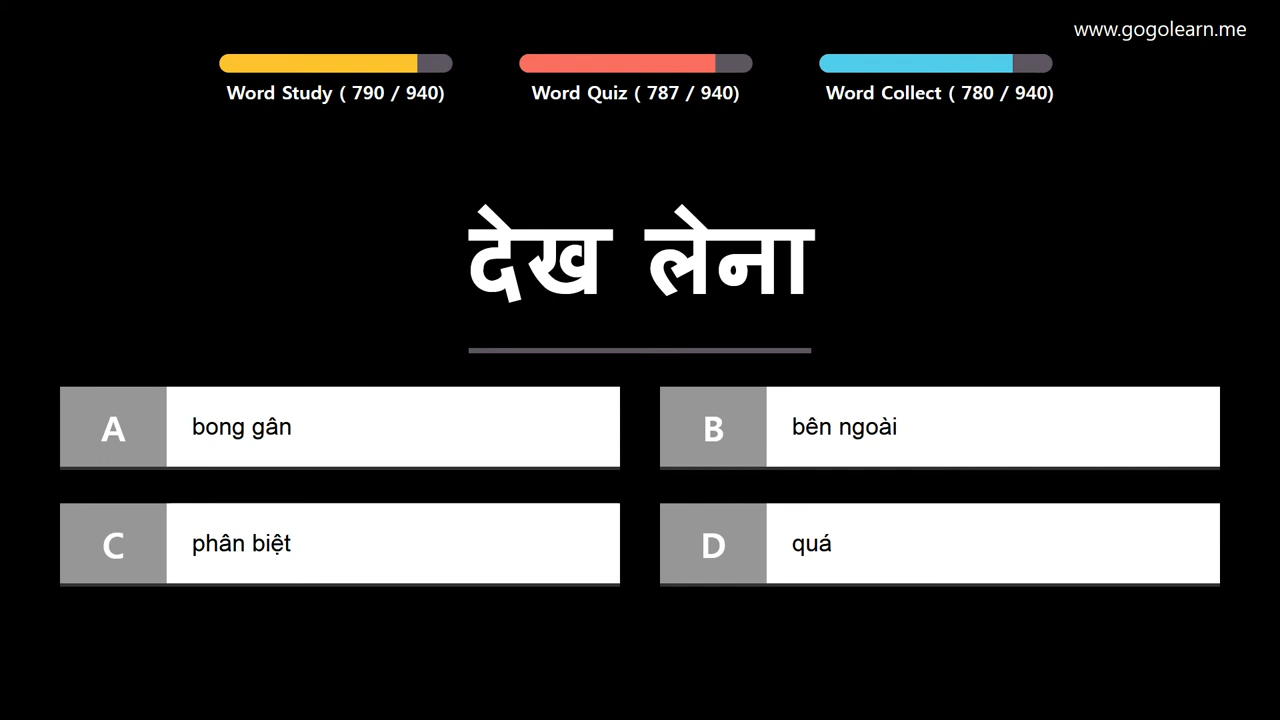 www.gogolearn.me
Word Study ( 790 / 940)
Word Quiz ( 787 / 940)
Word Collect ( 780 / 940)
देख लेना
A bong gân
B bên ngoài
C phân biệt
D quá